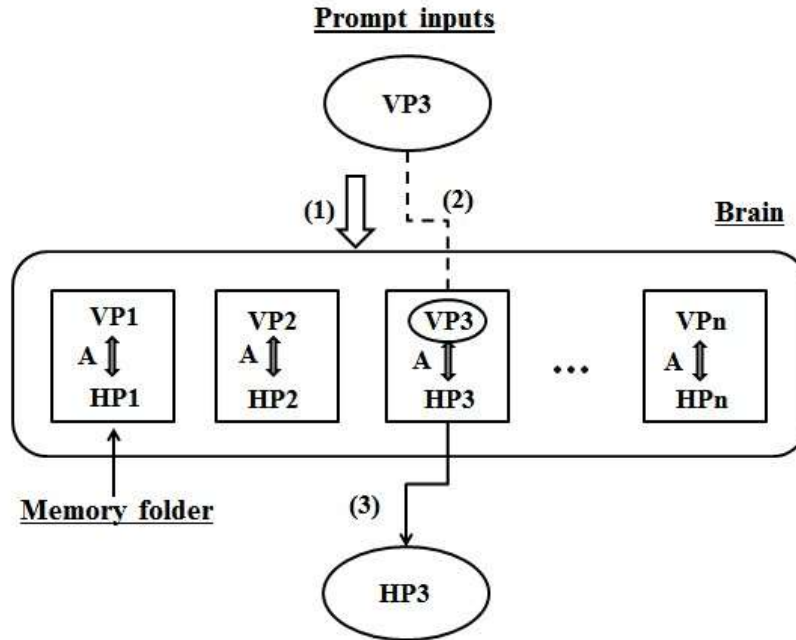 Prompt inputs
VP3
(1)
(2)
Brain
VP1
A
HP1
VP2
A
HP2
VP3
A
HP3
...
VPn
A
HPn
Memory folder
(3)
HP3